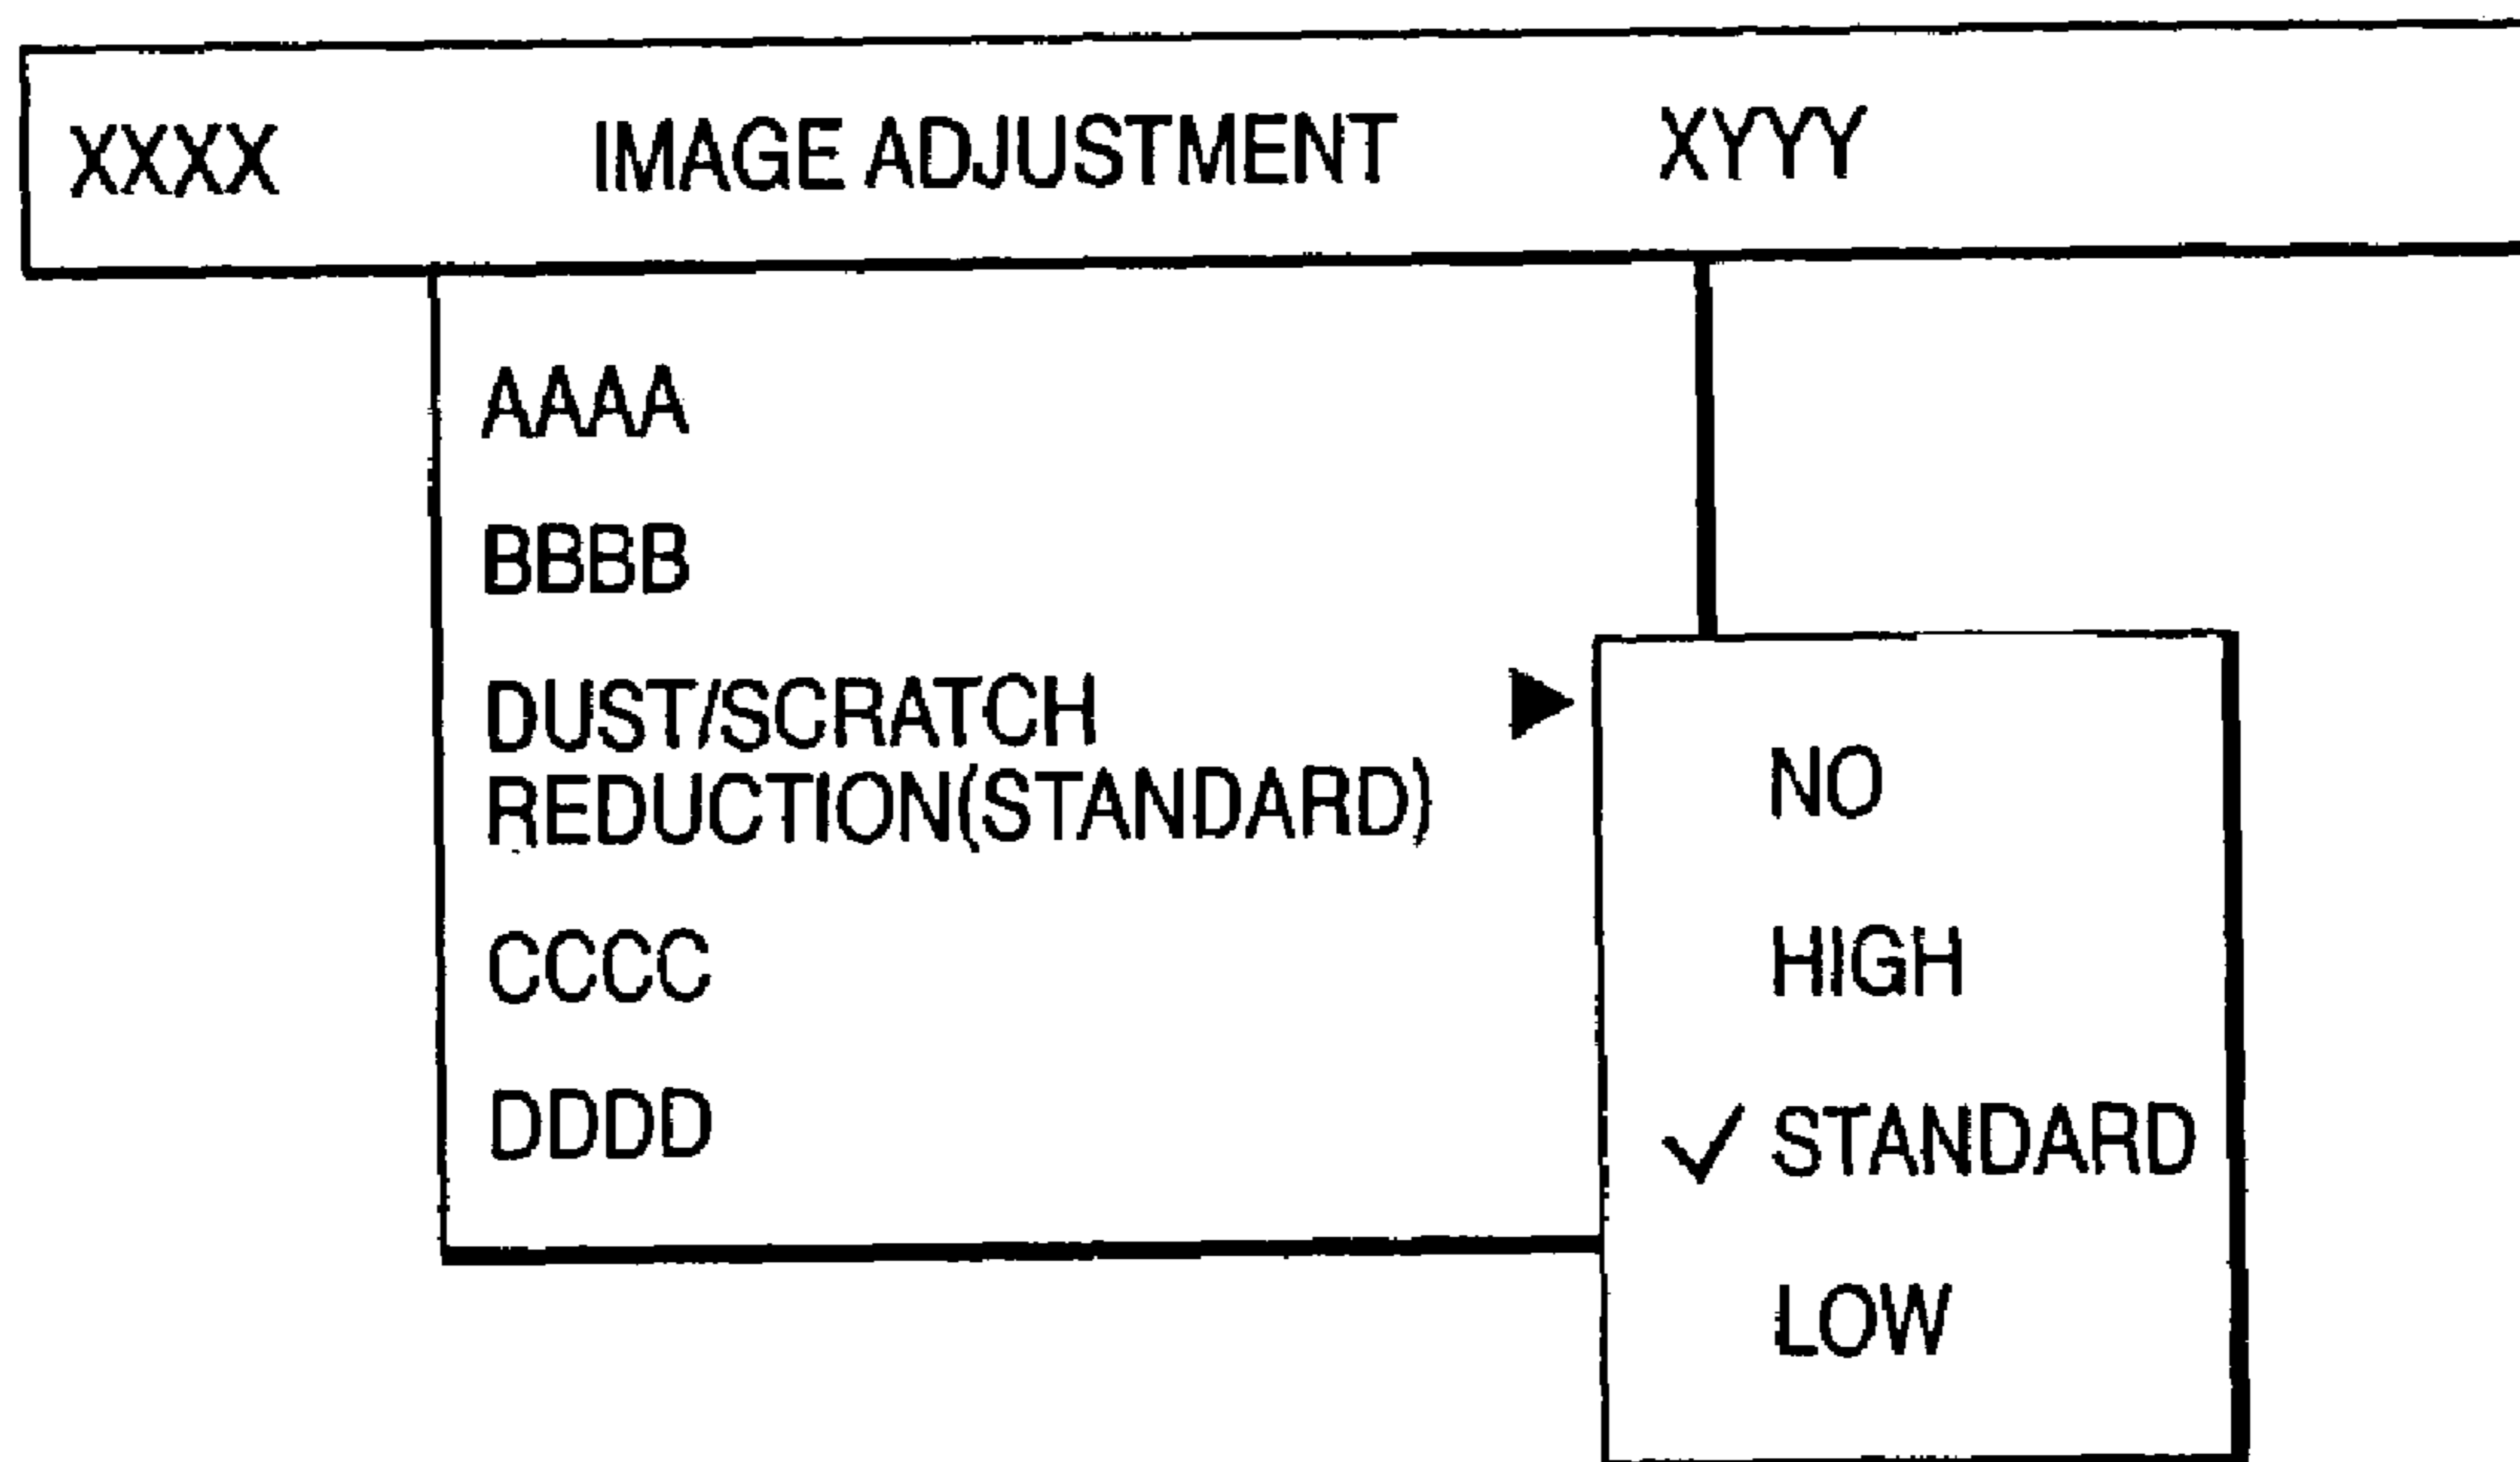 XXXX IMAGE ADJUSTMENT XYYY
AAAA
BBBB
DUST/SCRATCH
REDUCTION(STANDARD)
CCCC
DDDD
NO
HIGH
✓ STANDARD
LOW